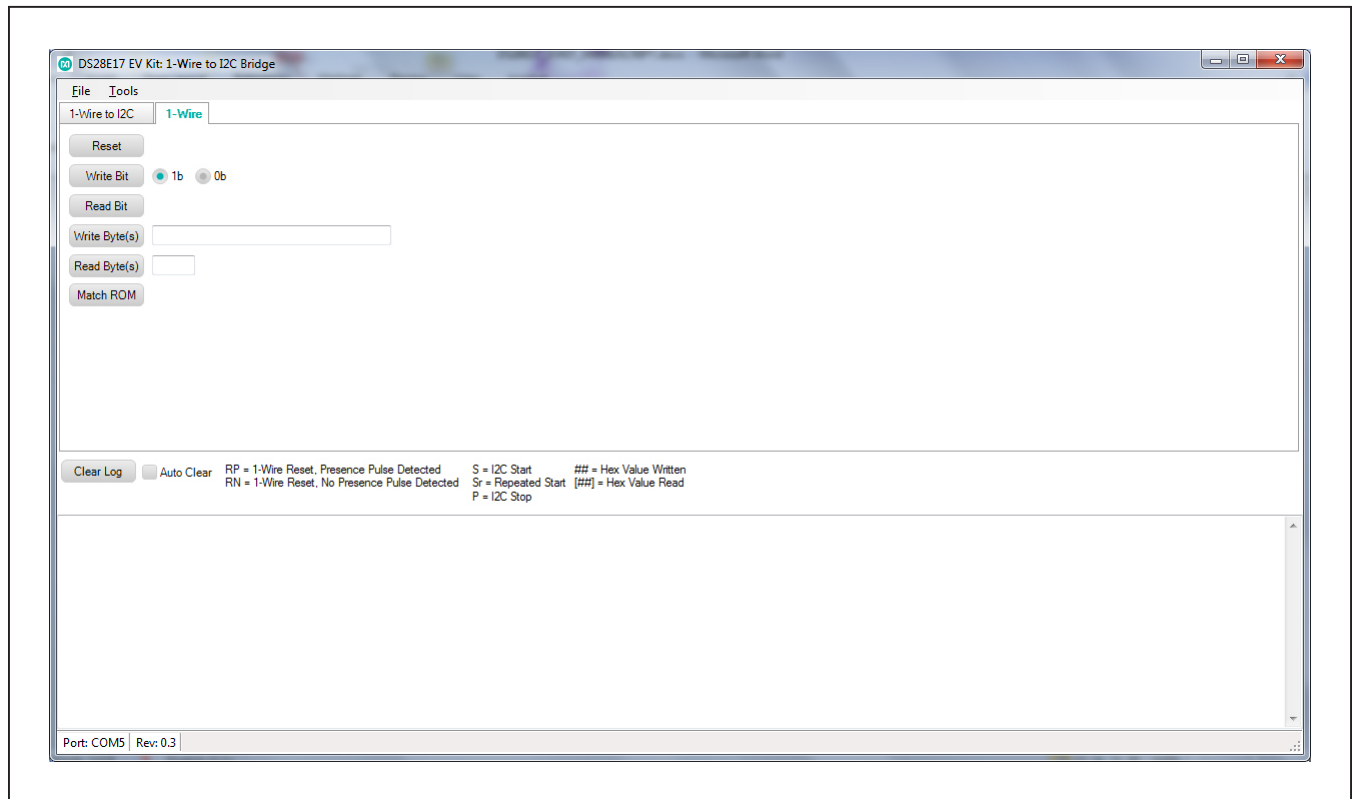 DS28E17 EV Kit: 1-Wire to I2C Bridge
File Tools
1-Wire to I2C 1-Wire
Reset
Write Bit 1b 0b
Read Bit
Write Byte(s)
Read Byte(s)
Match ROM
Clear Log Auto Clear RP = 1-Wire Reset, Presence Pulse Detected S = I2C Start ## = Hex Value Written
RN = 1-Wire Reset, No Presence Pulse Detected Sr = Repeated Start [##] = Hex Value Read
P = I2C Stop
Port: COM5 Rev: 0.3